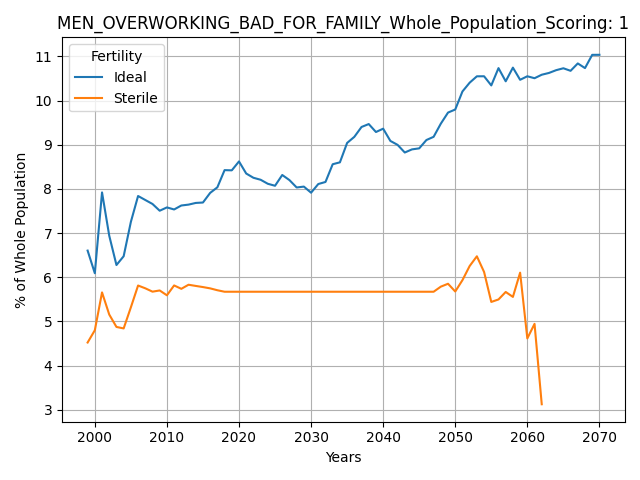 MEN_OVERWORKING_BAD_FOR_FAMILY_Whole_Population_Scoring: 1
Fertility
Ideal
Sterile
% of Whole Population
11
10
9
8
7
6
5
4
3
2000 2010 2020 2030 2040 2050 2060 2070
Years